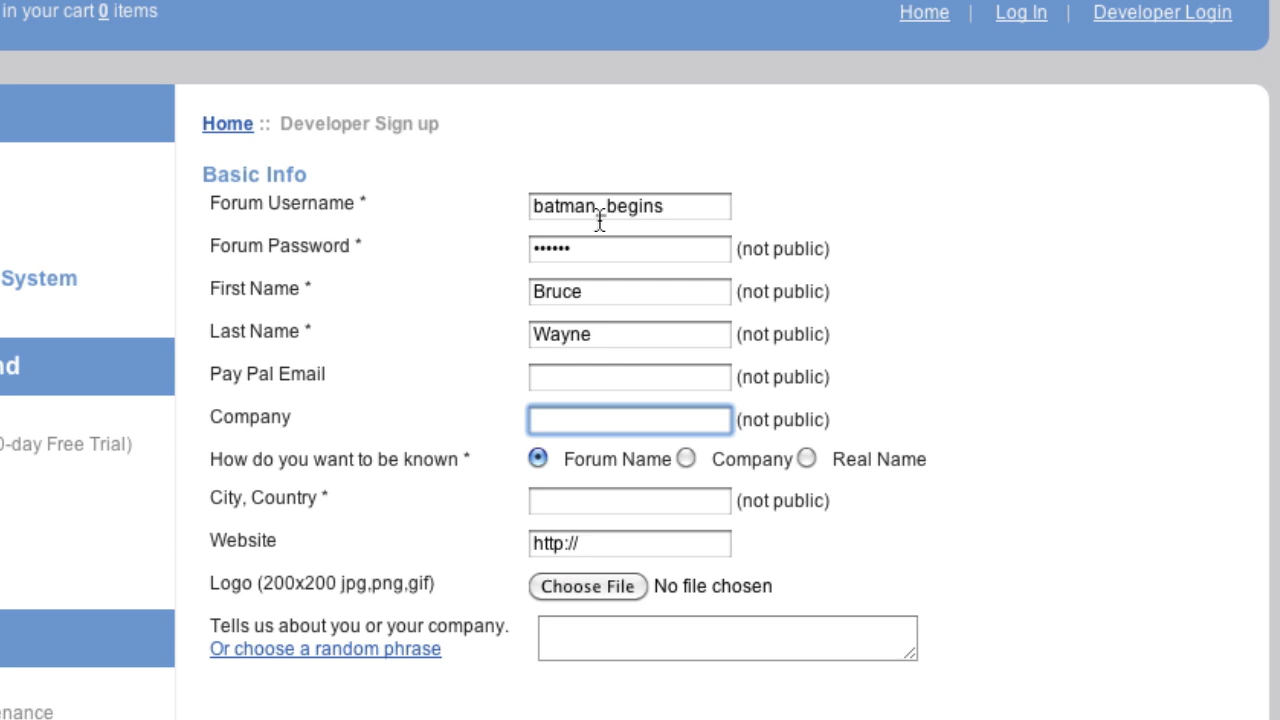 in your cart 0 items
Home | Log In | Developer Login
Home :: Developer Sign up
System
nd
0-day Free Trial)
enance
Basic Info
Forum Username * batman_begins
Forum Password * •••••• (not public)
First Name * Bruce (not public)
Last Name * Wayne (not public)
Pay Pal Email (not public)
Company (not public)
How do you want to be known * Forum Name Company Real Name
City, Country * (not public)
Website http://
Logo (200x200 jpg,png,gif) Choose File No file chosen
Tells us about you or your company.
Or choose a random phrase